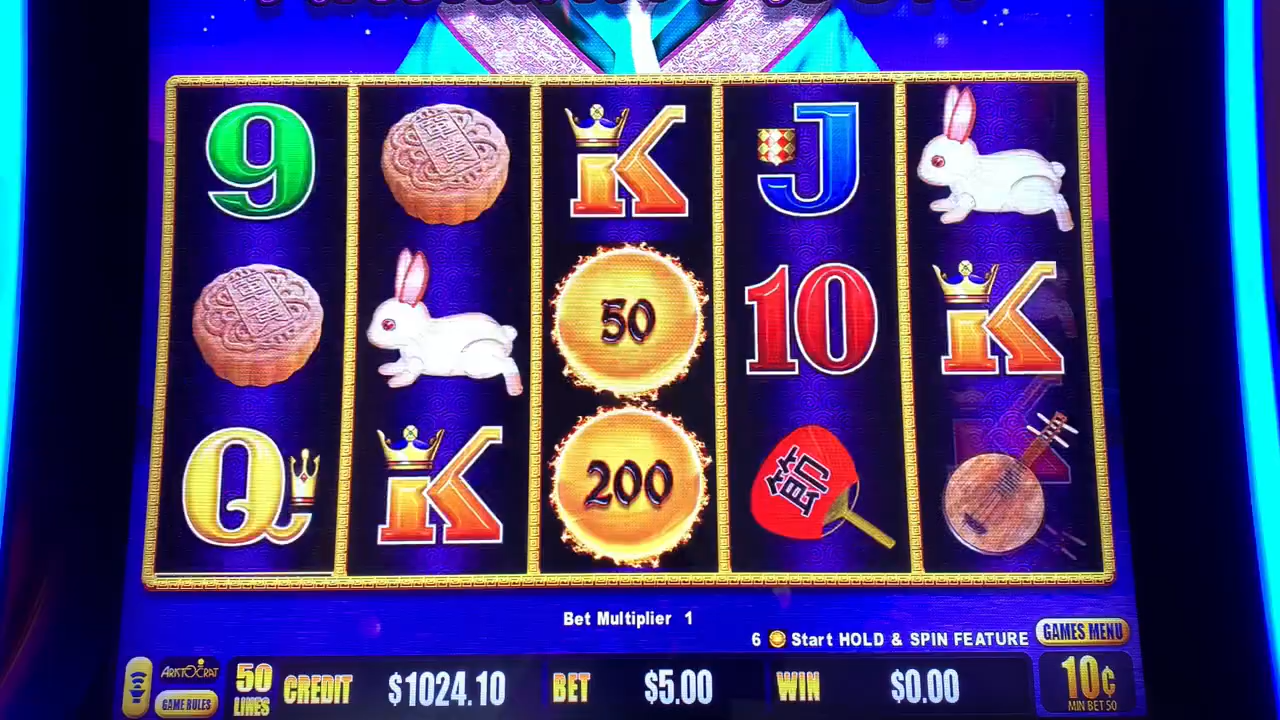 9 K J
50 10 K
Q K 200
Bet Multiplier 1
6 Start HOLD & SPIN FEATURE GAMES MENU
ARISTOCRAT
GAME RULES
50 LINES CREDIT $1024.10 BET $5.00 WIN $0.00 10¢
MIN BET 50